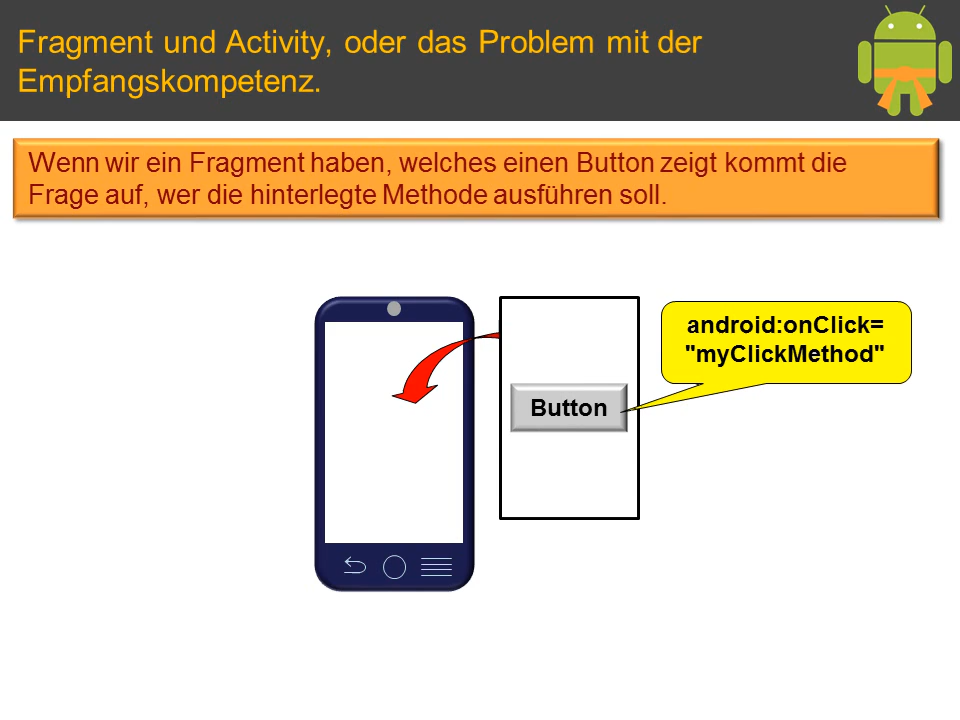 Fragment und Activity, oder das Problem mit der
Empfangskompetenz.
Wenn wir ein Fragment haben, welches einen Button zeigt kommt die
Frage auf, wer die hinterlegte Methode ausführen soll.
android:onClick=
"myClickMethod"
Button